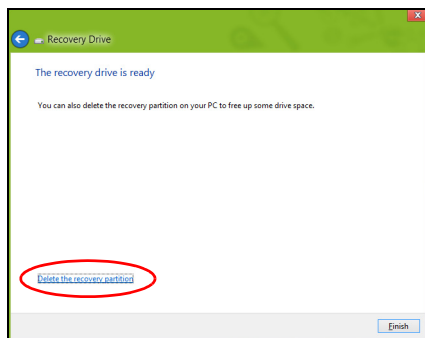 x
Recovery Drive
The recovery drive is ready
You can also delete the recovery partition on your PC to free up some drive space.
Delete the recovery partition
Finish